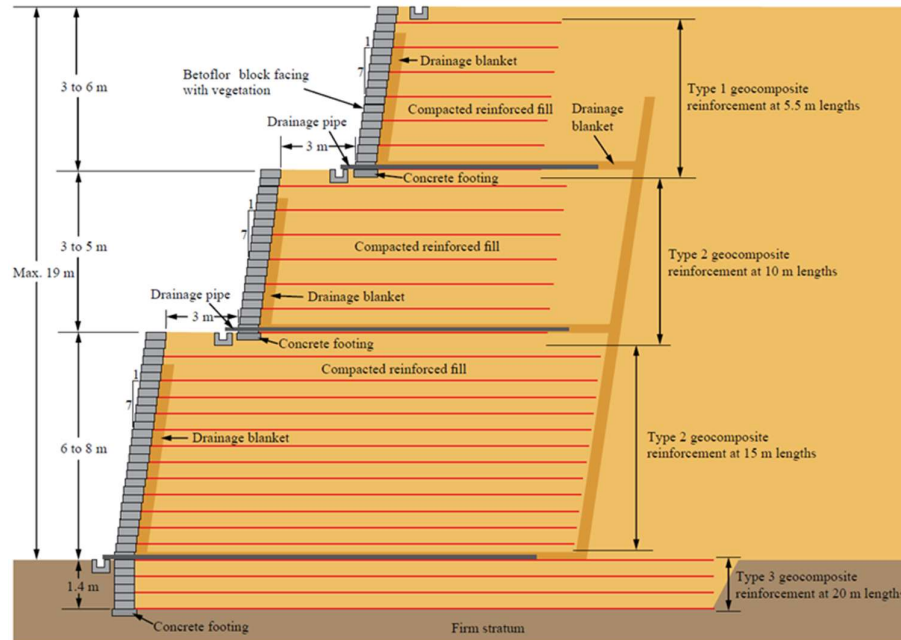 3 to 6 m
Betoflor block facing
with vegetation
1
7
Drainage blanket
Compacted reinforced fill
Drainage
blanket
Type 1 geocomposite
reinforcement at 5.5 m lengths
Drainage pipe
3 m
Concrete footing
Max. 19 m
3 to 5 m
1
7
Compacted reinforced fill
Type 2 geocomposite
reinforcement at 10 m lengths
Drainage pipe
Drainage blanket
3 m
Concrete footing
6 to 8 m
1
7
Compacted reinforced fill
Drainage blanket
Type 2 geocomposite
reinforcement at 15 m lengths
1.4 m
Type 3 geocomposite
reinforcement at 20 m lengths
Concrete footing
Firm stratum